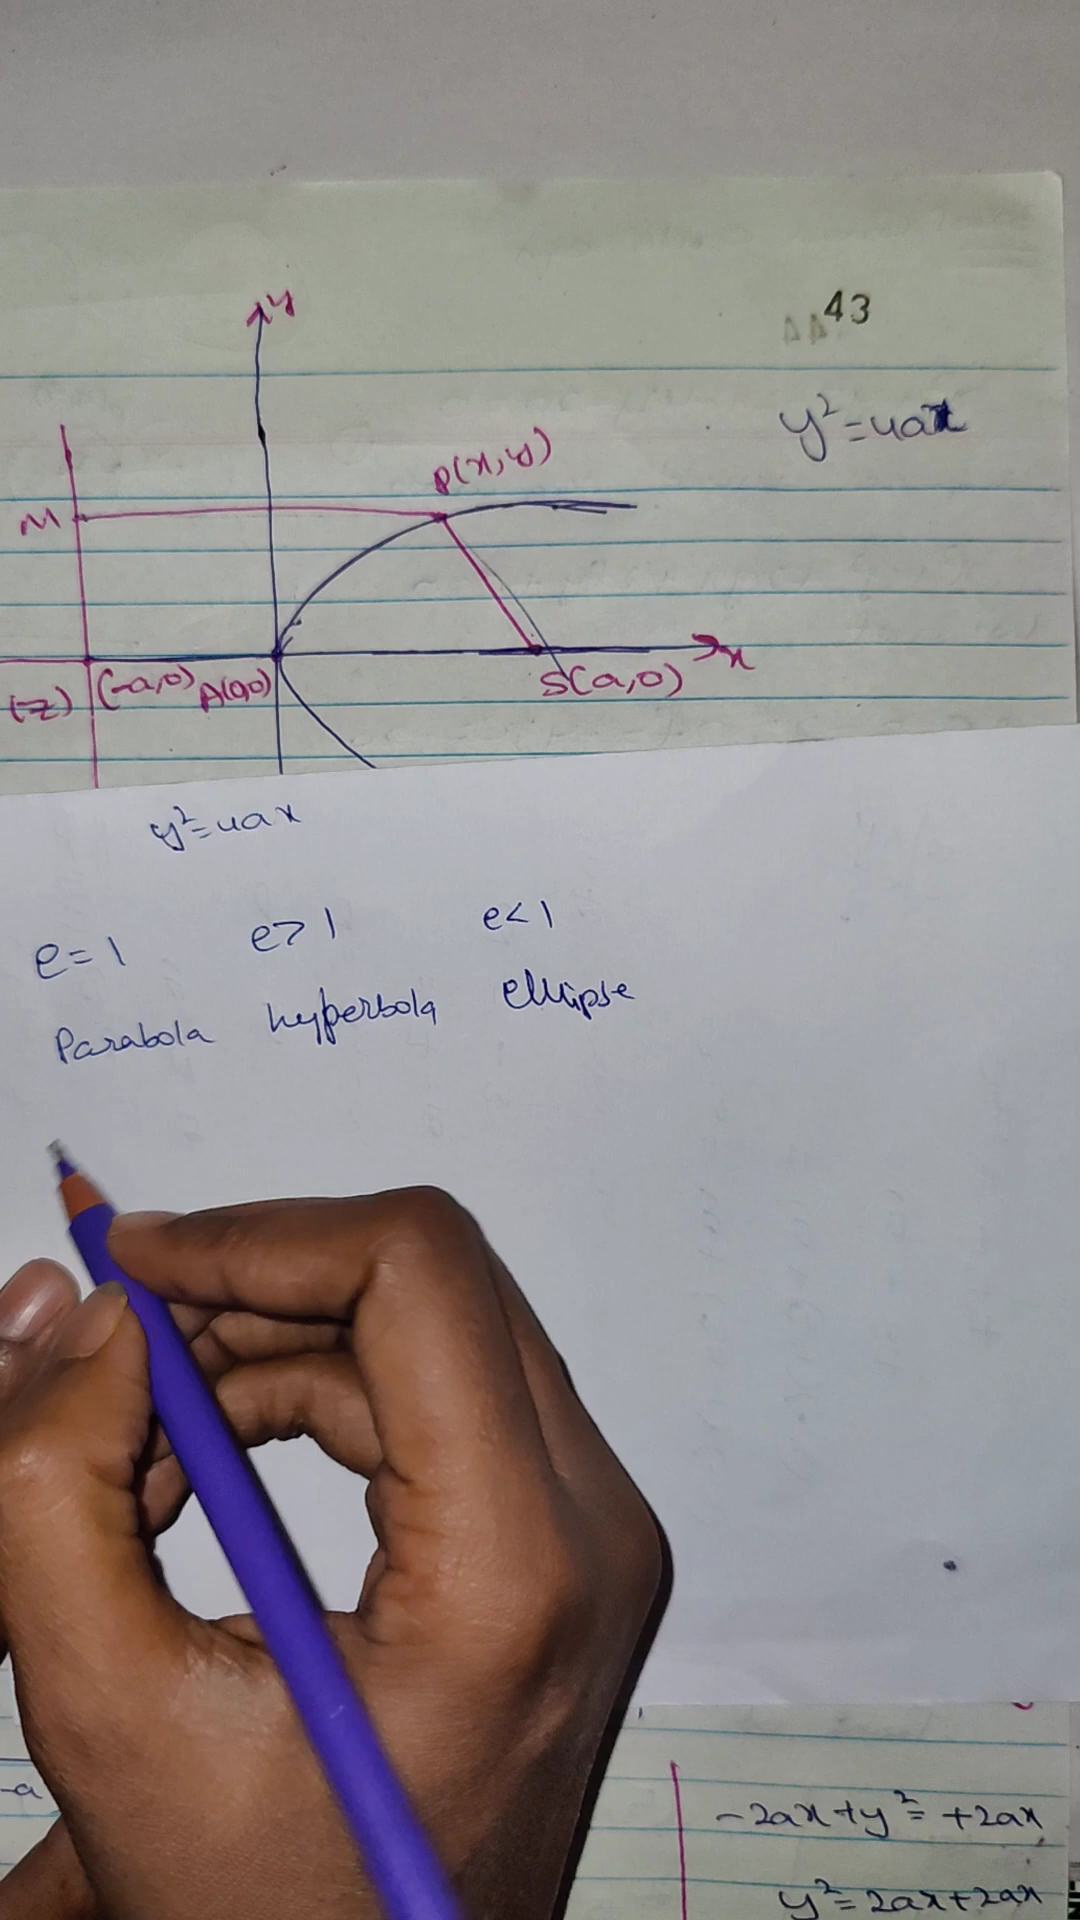 y
43
y²=4ax
P(x,y)
M
x
(z) (-a,0) A(0,0) S(a,0)
y²=4ax
e=1 e>1 e<1
Parabola hyperbola ellipse
-a
-2ax+y²=+2ax
y²=2ax+2ax